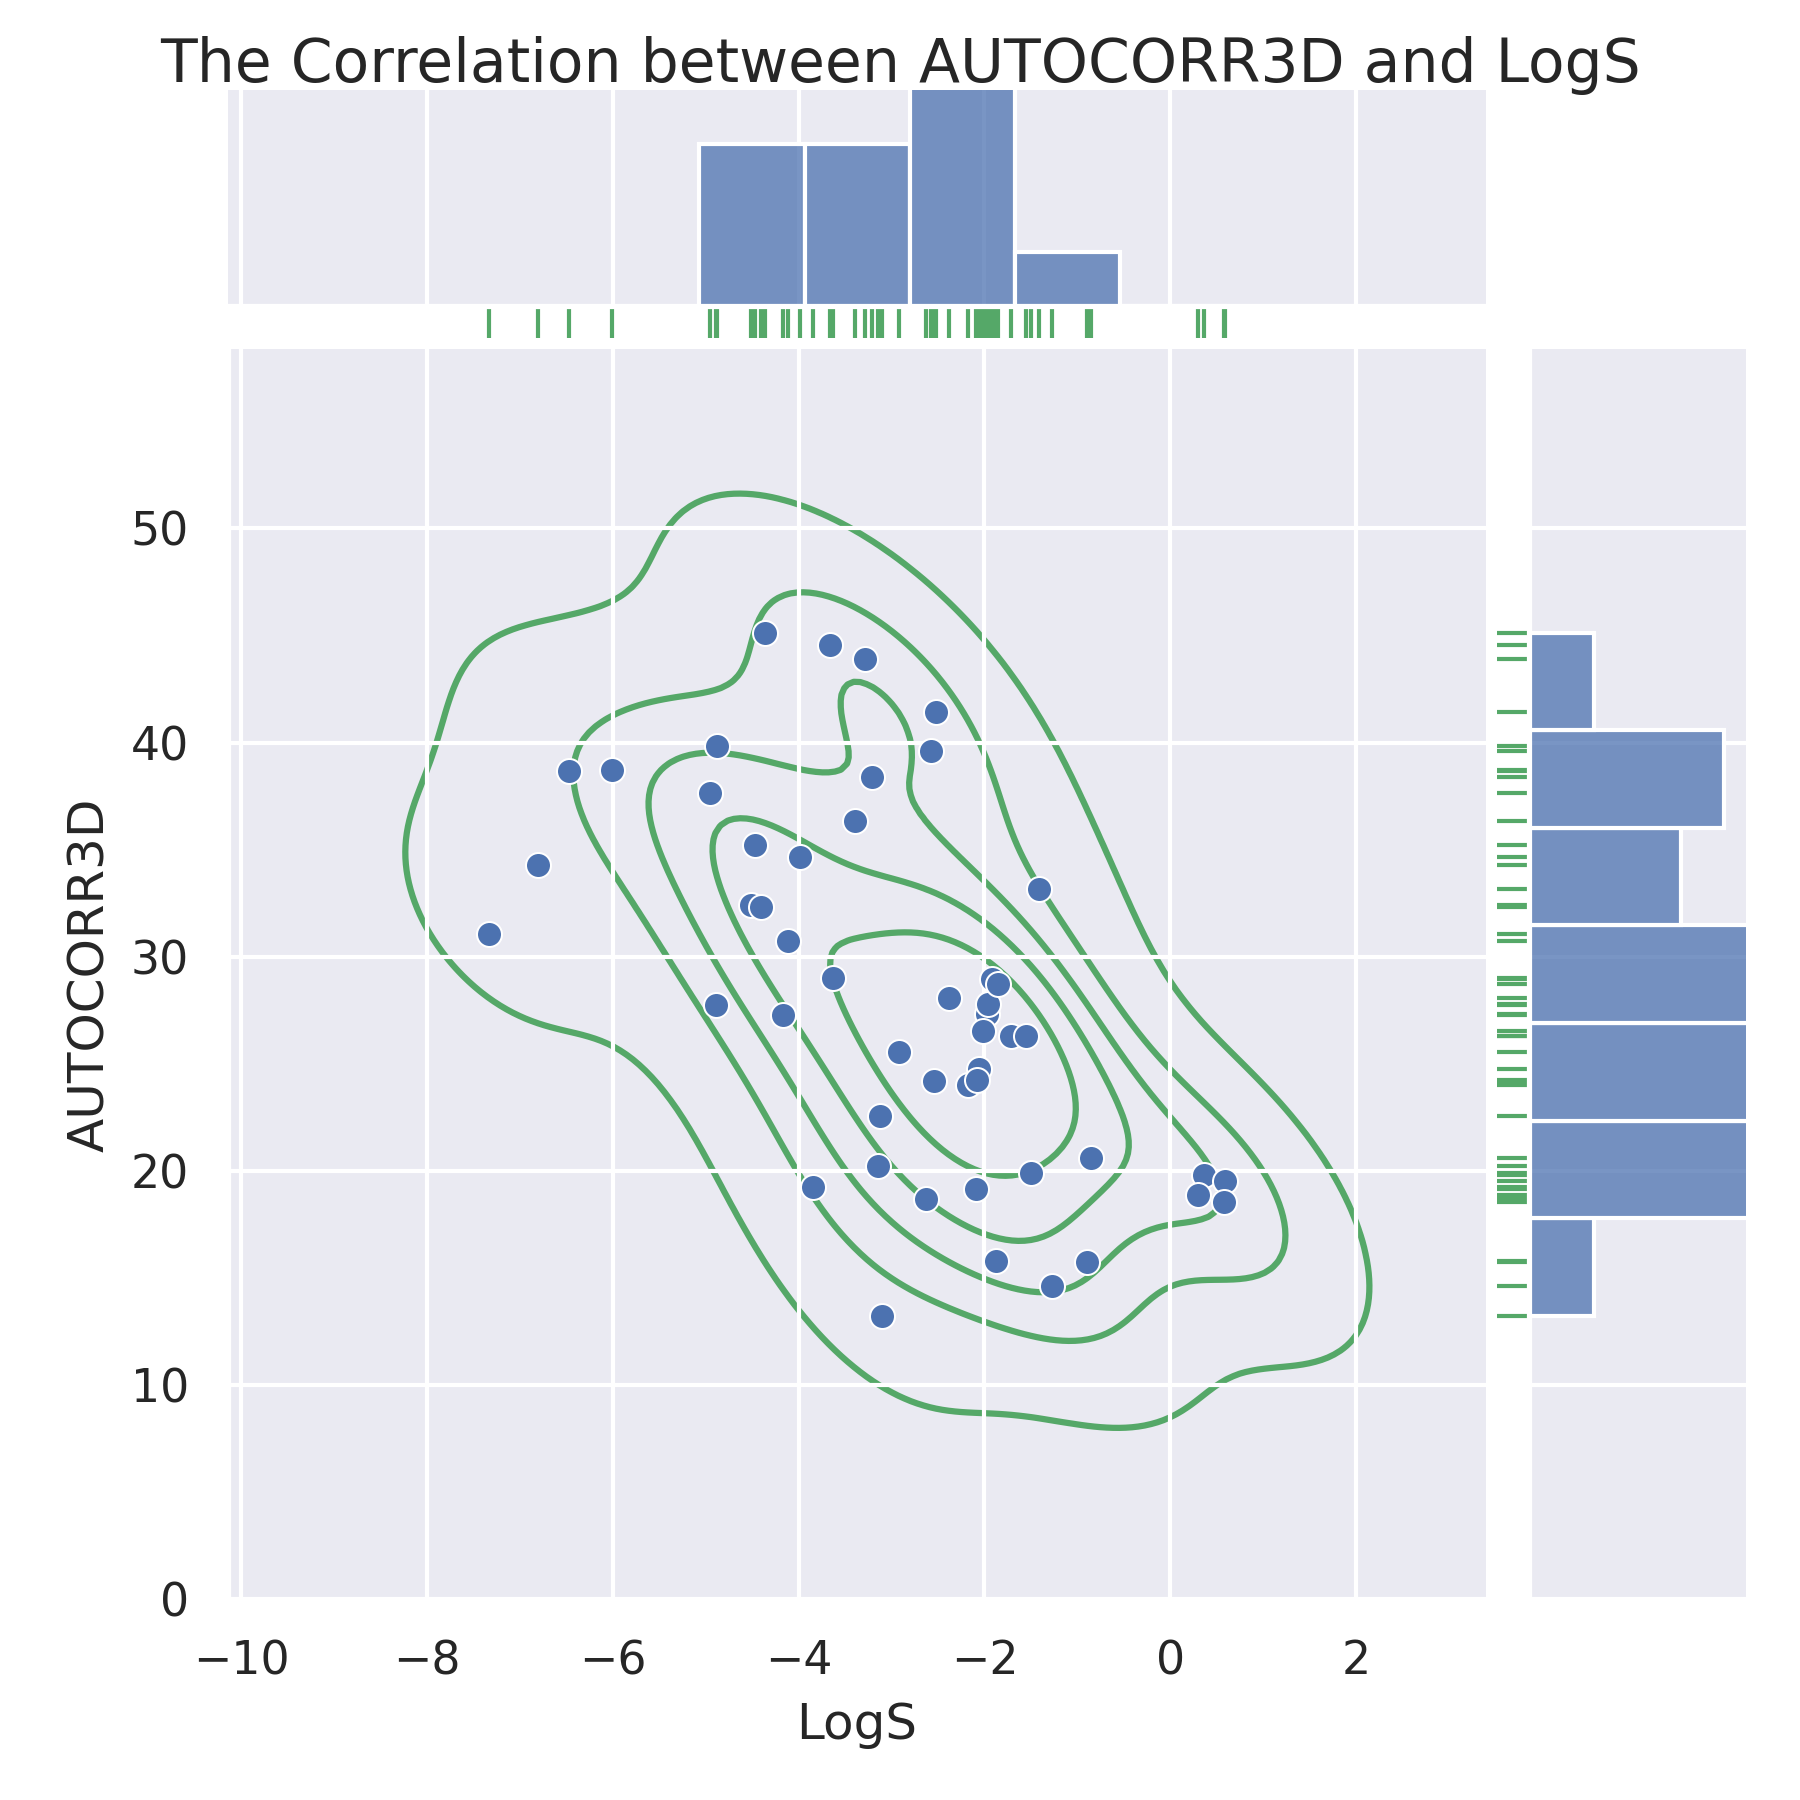 The Correlation between AUTOCORR3D and LogS
50
40
30
20
10
0
AUTOCORR3D
−10 −8 −6 −4 −2 0 2
LogS